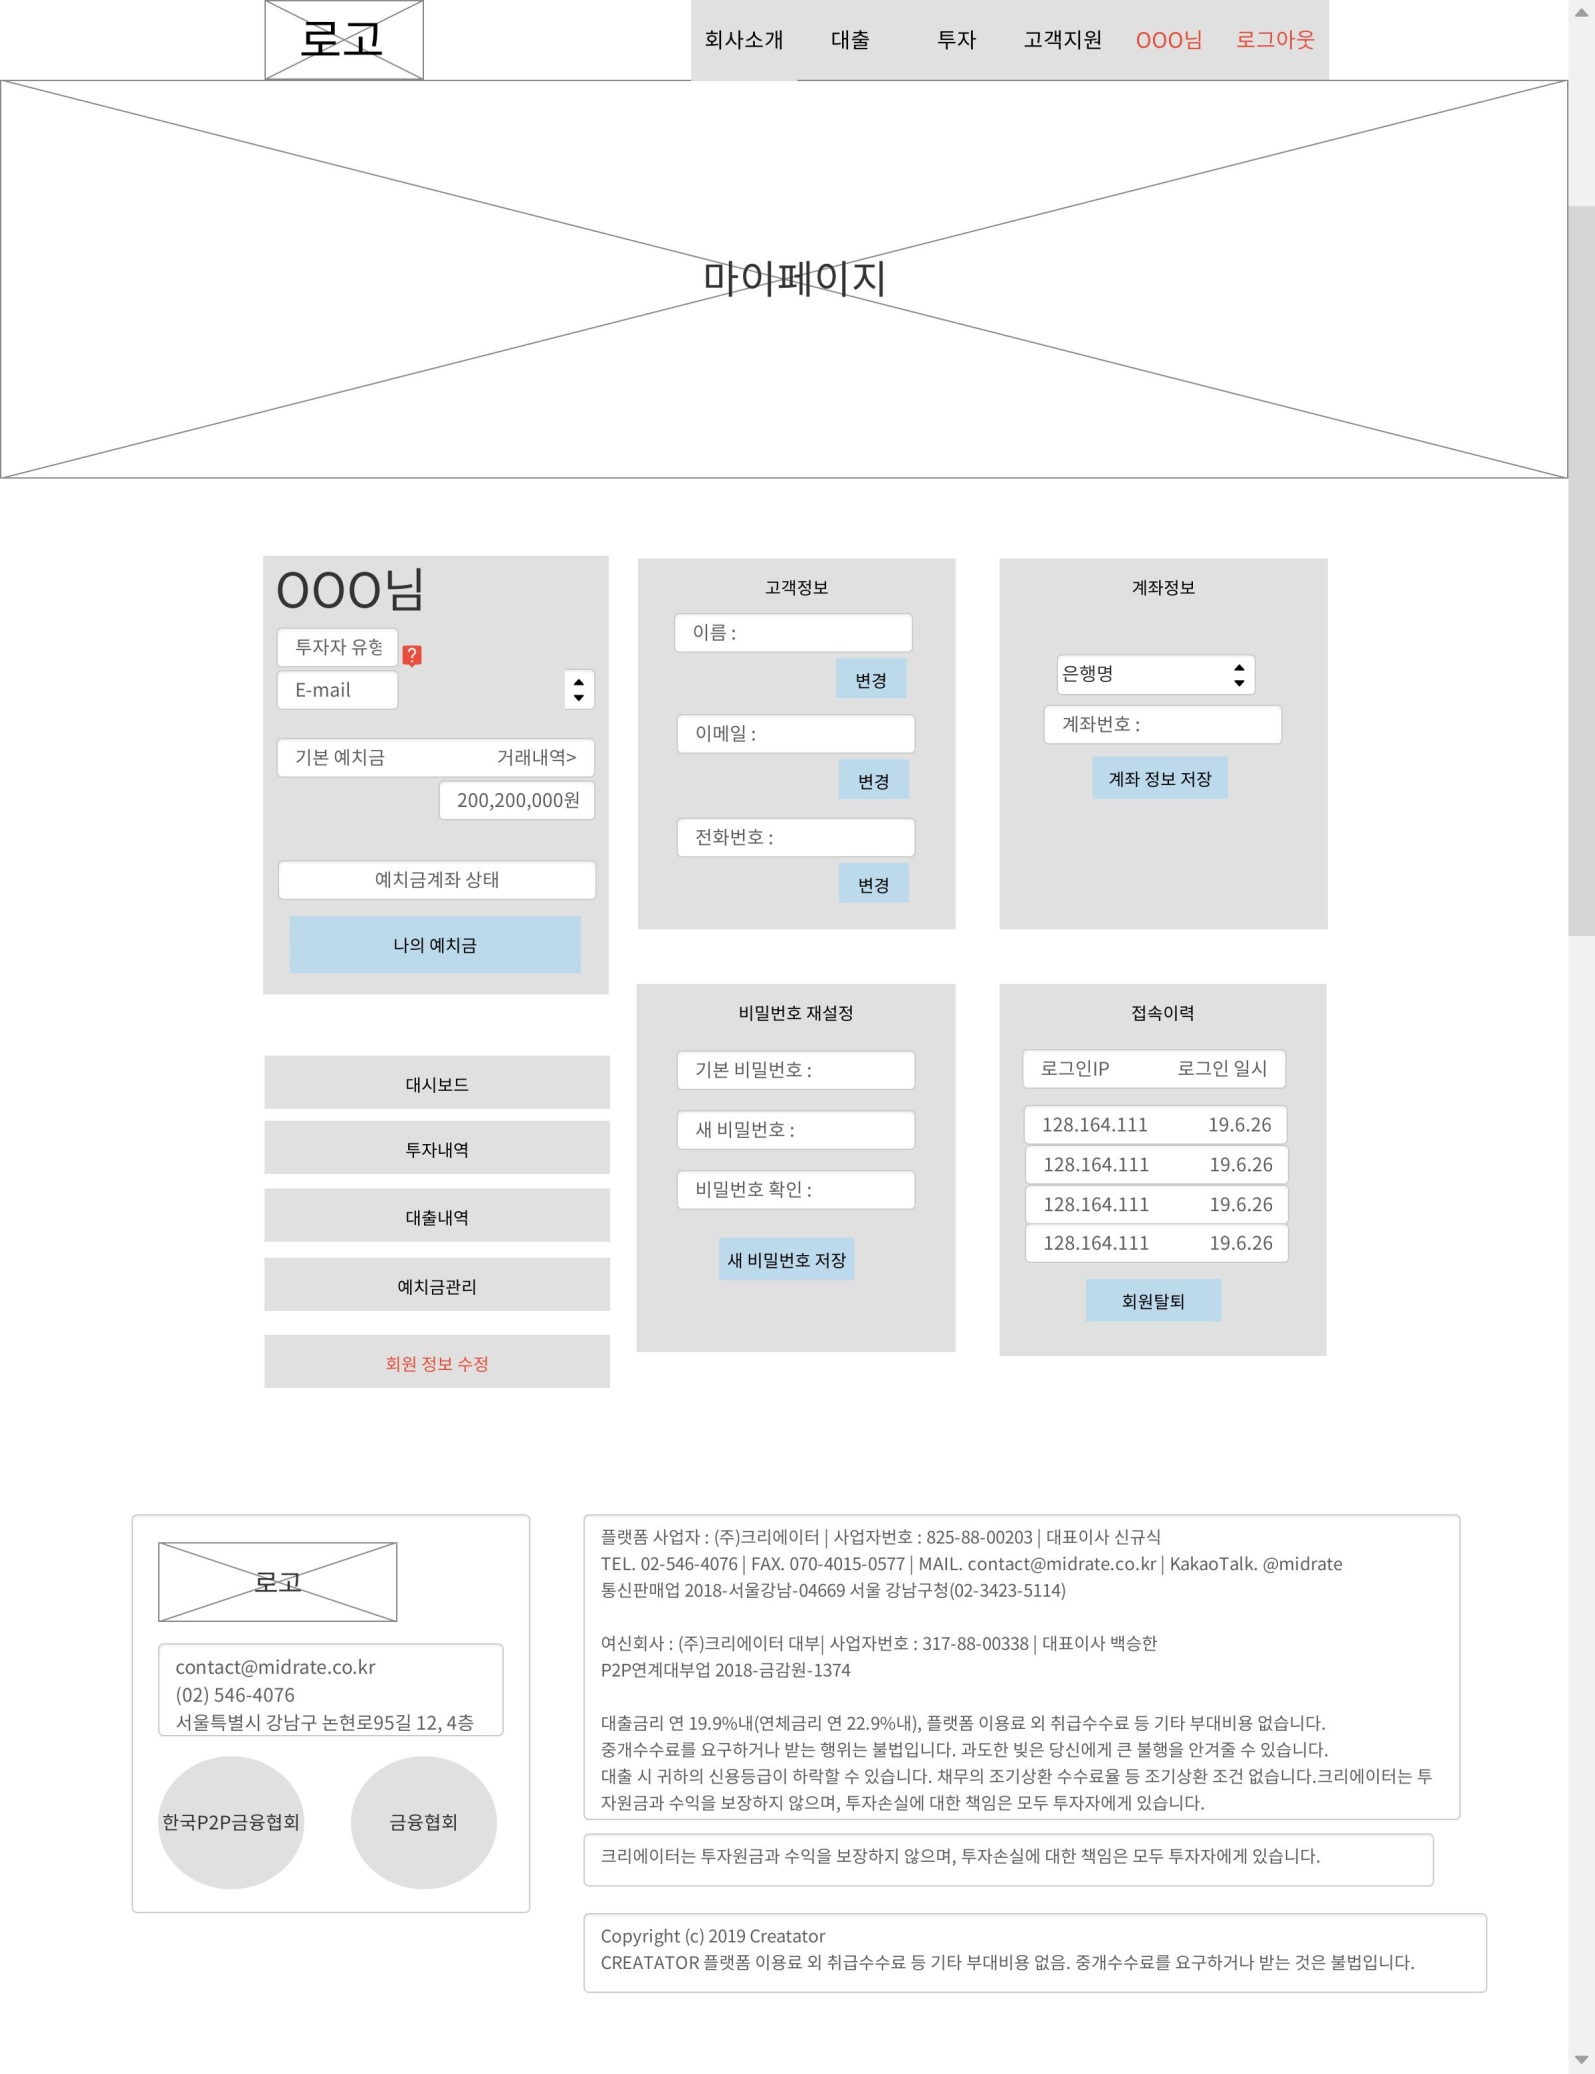 로고
회사소개 대출 투자 고객지원 OOO님 로그아웃
마이페이지
OOO님
투자자 유형
?
E-mail
기본 예치금 거래내역>
200,200,000원
예치금계좌 상태
나의 예치금
고객정보
이름 :
변경
이메일 :
변경
전화번호 :
변경
계좌정보
은행명
계좌번호 :
계좌 정보 저장
대시보드
투자내역
대출내역
예치금관리
회원 정보 수정
비밀번호 재설정
기본 비밀번호 :
새 비밀번호 :
비밀번호 확인 :
새 비밀번호 저장
접속이력
로그인IP 로그인 일시
128.164.111 19.6.26
128.164.111 19.6.26
128.164.111 19.6.26
128.164.111 19.6.26
회원탈퇴
로고
contact@midrate.co.kr
(02) 546-4076
서울특별시 강남구 논현로95길 12, 4층
한국P2P금융협회
금융협회
플랫폼 사업자 : (주)크리에이터 | 사업자번호 : 825-88-00203 | 대표이사 신규식
TEL. 02-546-4076 | FAX. 070-4015-0577 | MAIL. contact@midrate.co.kr | KakaoTalk. @midrate
통신판매업 2018-서울강남-04669 서울 강남구청(02-3423-5114)
여신회사 : (주)크리에이터 대부| 사업자번호 : 317-88-00338 | 대표이사 백승한
P2P연계대부업 2018-금감원-1374
대출금리 연 19.9%내(연체금리 연 22.9%내), 플랫폼 이용료 외 취급수수료 등 기타 부대비용 없습니다.
중개수수료를 요구하거나 받는 행위는 불법입니다. 과도한 빚은 당신에게 큰 불행을 안겨줄 수 있습니다.
대출 시 귀하의 신용등급이 하락할 수 있습니다. 채무의 조기상환 수수료율 등 조기상환 조건 없습니다.크리에이터는 투
자원금과 수익을 보장하지 않으며, 투자손실에 대한 책임은 모두 투자자에게 있습니다.
크리에이터는 투자원금과 수익을 보장하지 않으며, 투자손실에 대한 책임은 모두 투자자에게 있습니다.
Copyright (c) 2019 Creatator
CREATATOR 플랫폼 이용료 외 취급수수료 등 기타 부대비용 없음. 중개수수료를 요구하거나 받는 것은 불법입니다.